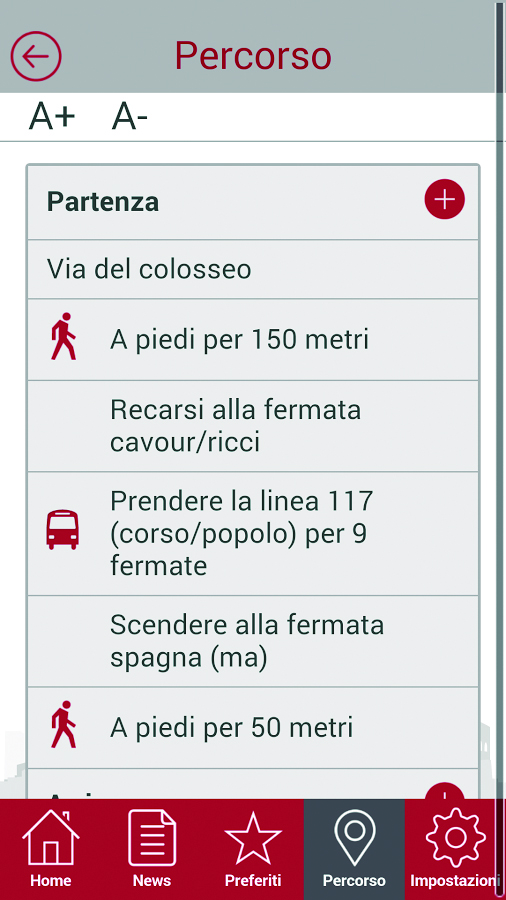 Percorso
A+ A-
Partenza
Via del colosseo
A piedi per 150 metri
Recarsi alla fermata
cavour/ricci
Prendere la linea 117
(corso/popolo) per 9
fermate
Scendere alla fermata
spagna (ma)
A piedi per 50 metri
Home News Preferiti Percorso Impostazioni